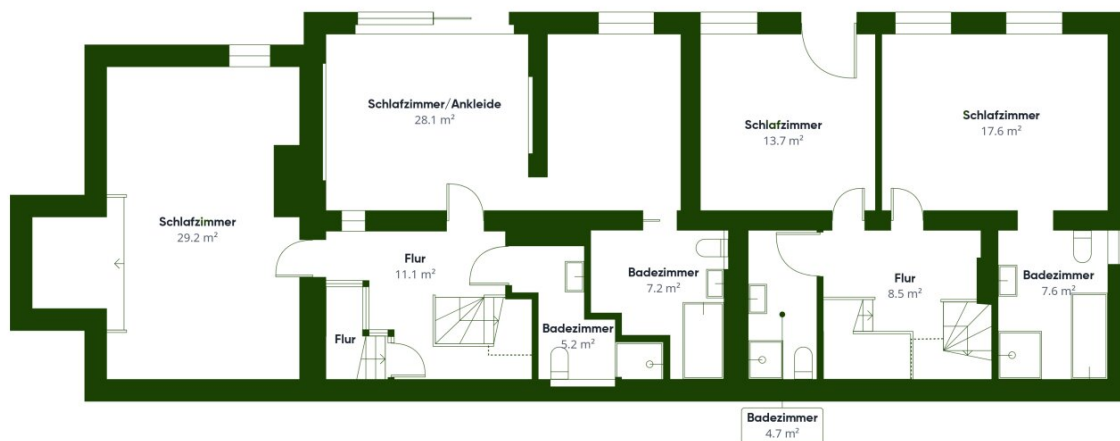 Schlafzimmer/Ankleide
28.1 m²
Schlafzimmer
13.7 m²
Schlafzimmer
17.6 m²
Schlafzimmer
29.2 m²
Flur
11.1 m²
Badezimmer
7.2 m²
Flur
8.5 m²
Badezimmer
7.6 m²
Flur
Badezimmer
5.2 m²
Badezimmer
4.7 m²